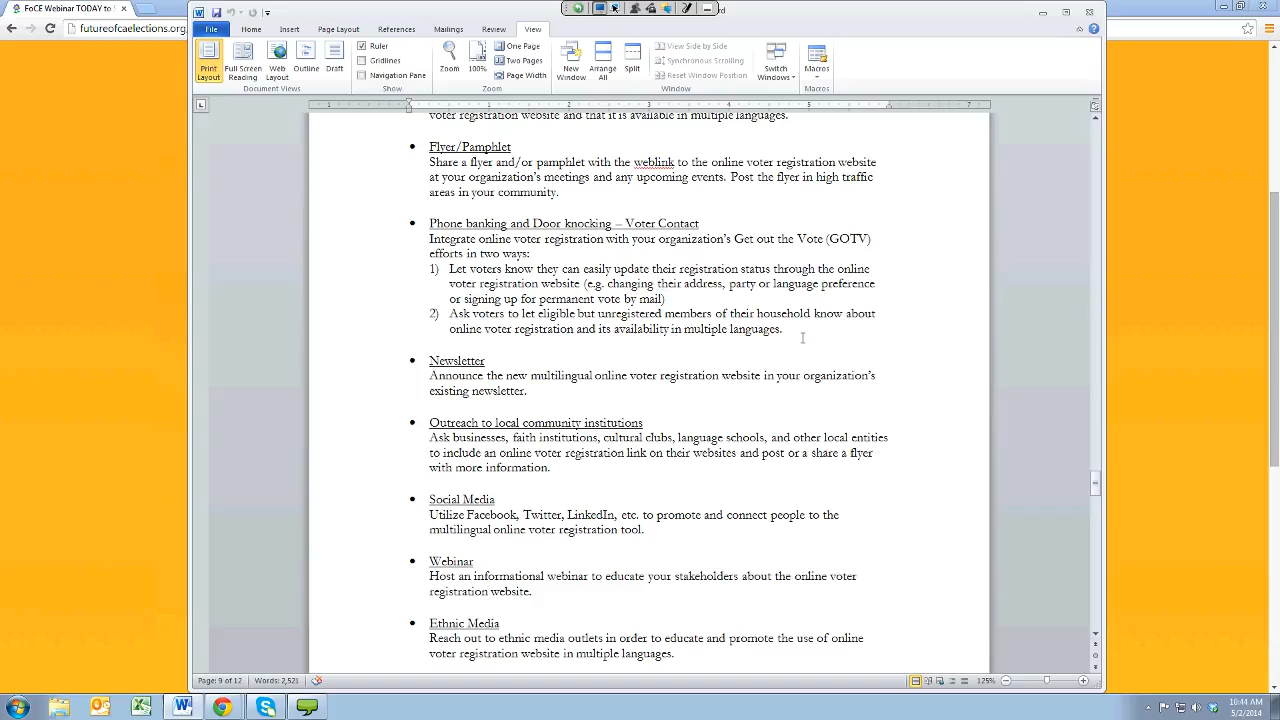 FoCE Webinar TODAY to
futureofcaelections.org
File
Home
Insert
Page Layout
References
Mailings
Review
View
Print Layout
Full Screen Reading
Web Layout
Outline
Draft
Document Views
Ruler
Gridlines
Navigation Pane
Show
Zoom
100%
One Page
Two Pages
Page Width
Zoom
New Window
Arrange All
Split
View Side by Side
Synchronous Scrolling
Reset Window Position
Switch Windows
Window
Macros
Macros
voter registration website and that it is available in multiple languages.
• Flyer/Pamphlet
Share a flyer and/or pamphlet with the weblink to the online voter registration website
at your organization's meetings and any upcoming events. Post the flyer in high traffic
areas in your community.
• Phone banking and Door knocking – Voter Contact
Integrate online voter registration with your organization's Get out the Vote (GOTV)
efforts in two ways:
1) Let voters know they can easily update their registration status through the online
voter registration website (e.g. changing their address, party or language preference
or signing up for permanent vote by mail)
2) Ask voters to let eligible but unregistered members of their household know about
online voter registration and its availability in multiple languages.
• Newsletter
Announce the new multilingual online voter registration website in your organization's
existing newsletter.
• Outreach to local community institutions
Ask businesses, faith institutions, cultural clubs, language schools, and other local entities
to include an online voter registration link on their websites and post or a share a flyer
with more information.
• Social Media
Utilize Facebook, Twitter, LinkedIn, etc. to promote and connect people to the
multilingual online voter registration tool.
• Webinar
Host an informational webinar to educate your stakeholders about the online voter
registration website.
• Ethnic Media
Reach out to ethnic media outlets in order to educate and promote the use of online
voter registration website in multiple languages.
Page: 9 of 12
Words: 2,521
125%
10:44 AM
5/2/2014